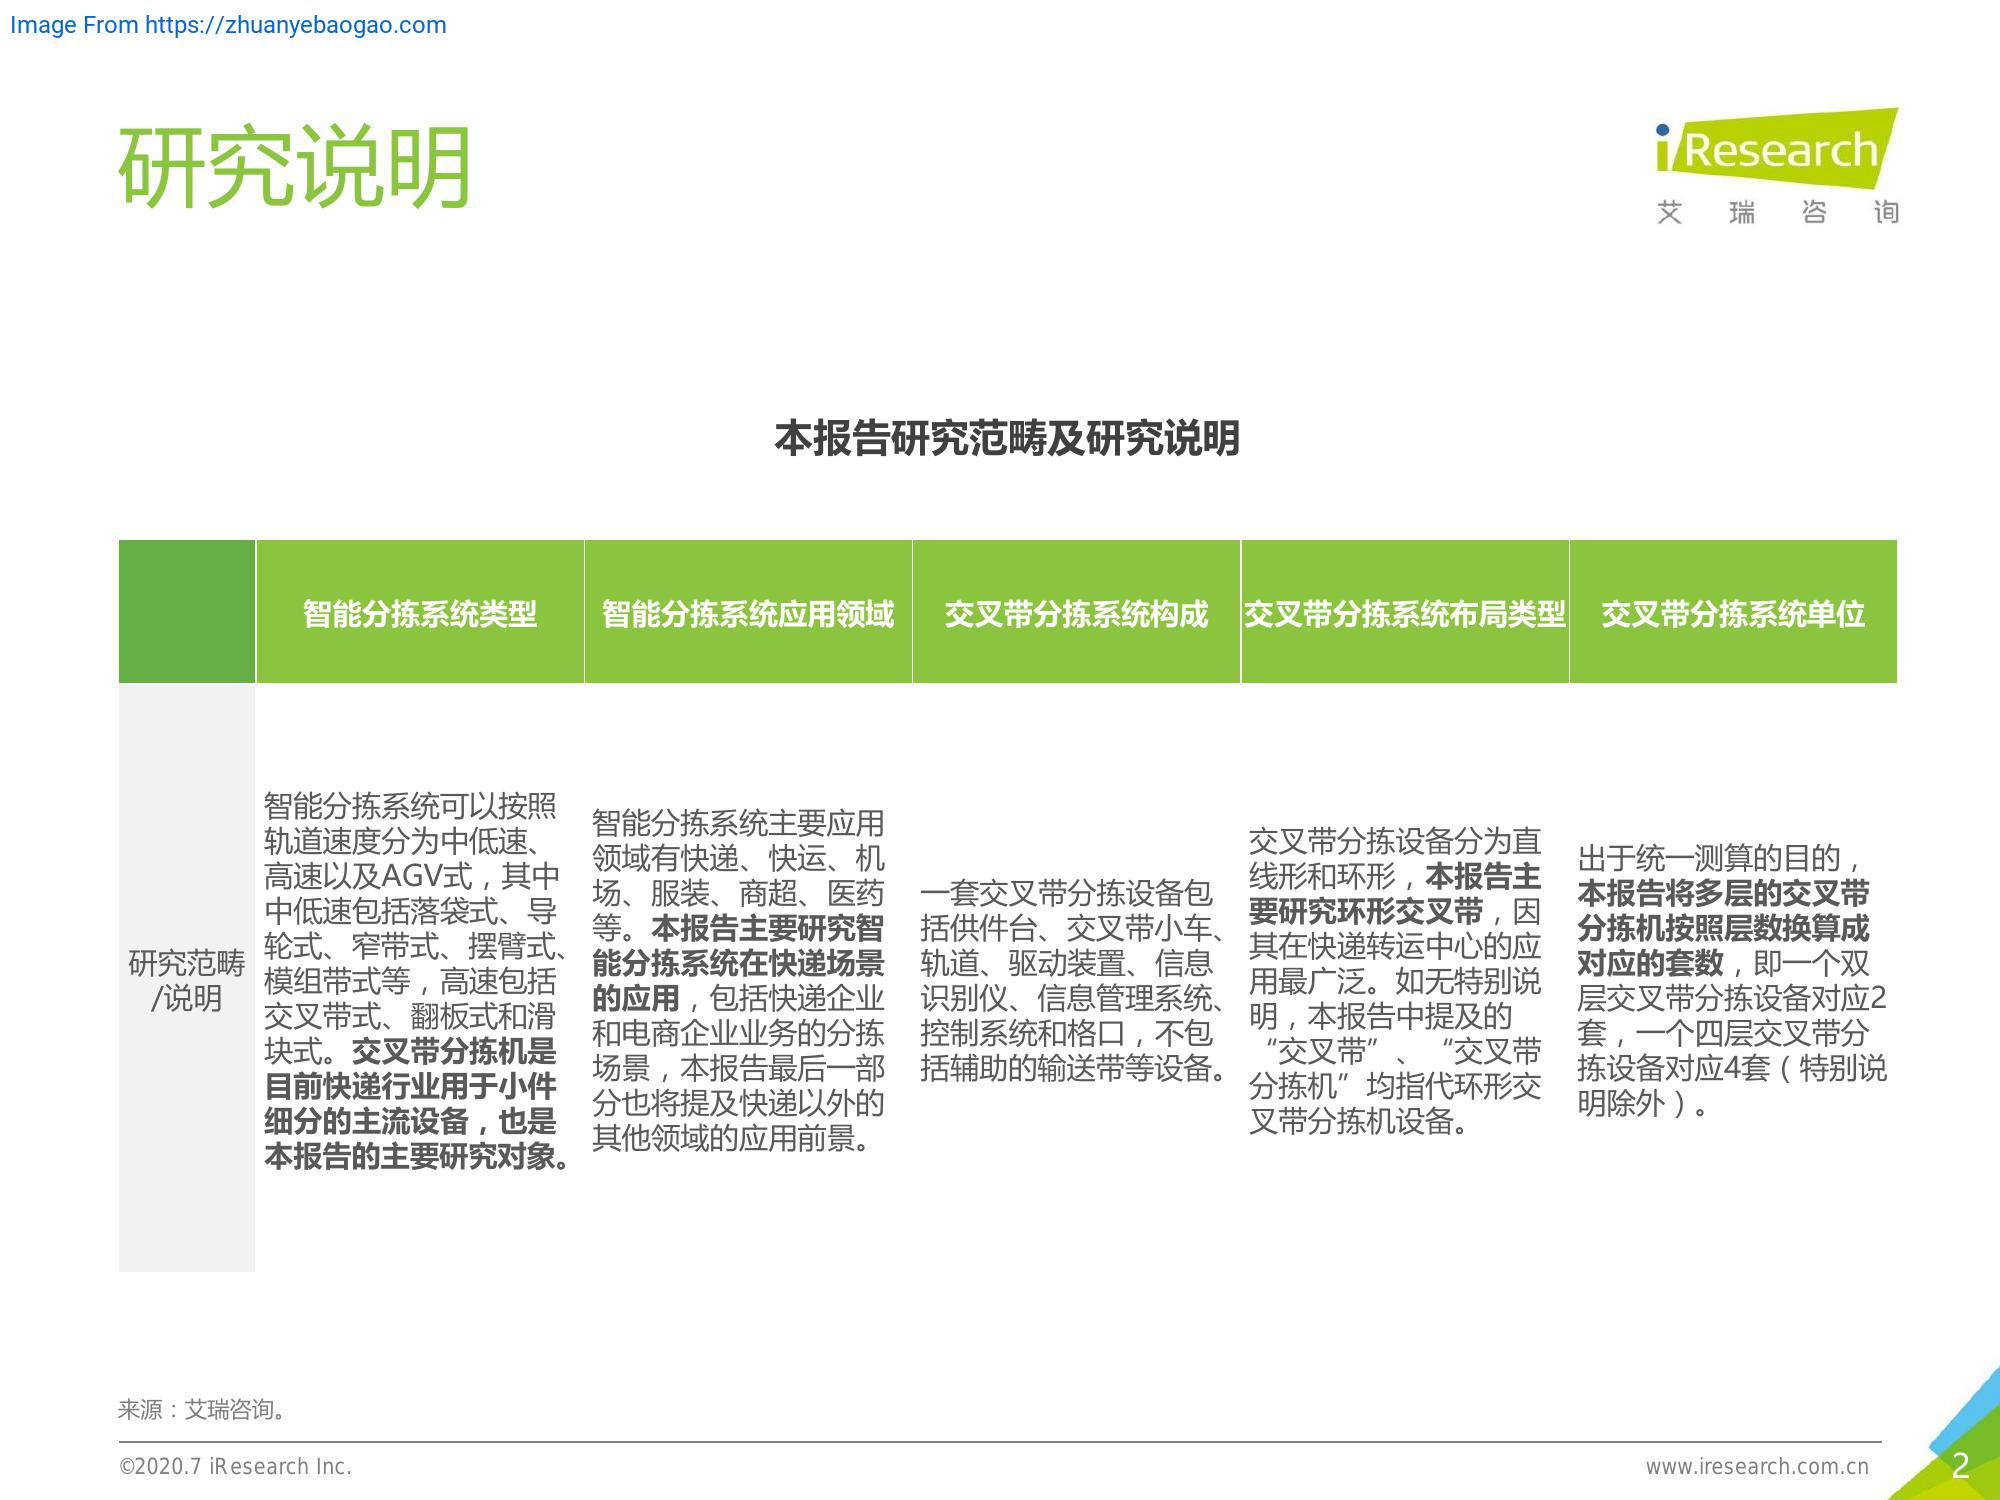 Image From https://zhuanyebaogao.com
研究说明
iResearch
艾瑞咨询
本报告研究范畴及研究说明
智能分拣系统类型
智能分拣系统应用领域
交叉带分拣系统构成
交叉带分拣系统布局类型
交叉带分拣系统单位
研究范畴
/说明
智能分拣系统可以按照
轨道速度分为中低速、
高速以及AGV式，其中
中低速包括落袋式、导
轮式、窄带式、摆臂式、
模组带式等，高速包括
交叉带式、翻板式和滑
块式。交叉带分拣机是
目前快递行业用于小件
细分的主流设备，也是
本报告的主要研究对象。
智能分拣系统主要应用
领域有快递、快运、机
场、服装、商超、医药
等。本报告主要研究智
能分拣系统在快递场景
的应用，包括快递企业
和电商企业业务的分拣
场景，本报告最后一部
分也将提及快递以外的
其他领域的应用前景。
一套交叉带分拣设备包
括供件台、交叉带小车、
轨道、驱动装置、信息
识别仪、信息管理系统、
控制系统和格口，不包
括辅助的输送带等设备。
交叉带分拣设备分为直
线形和环形，本报告主
要研究环形交叉带，因
其在快递转运中心的应
用最广泛。如无特别说
明，本报告中提及的
“交叉带”、“交叉带
分拣机”均指代环形交
叉带分拣机设备。
出于统一测算的目的，
本报告将多层的交叉带
分拣机按照层数换算成
对应的套数，即一个双
层交叉带分拣设备对应2
套，一个四层交叉带分
拣设备对应4套（特别说
明除外）。
来源：艾瑞咨询。
©2020.7 iResearch Inc.
www.iresearch.com.cn
2